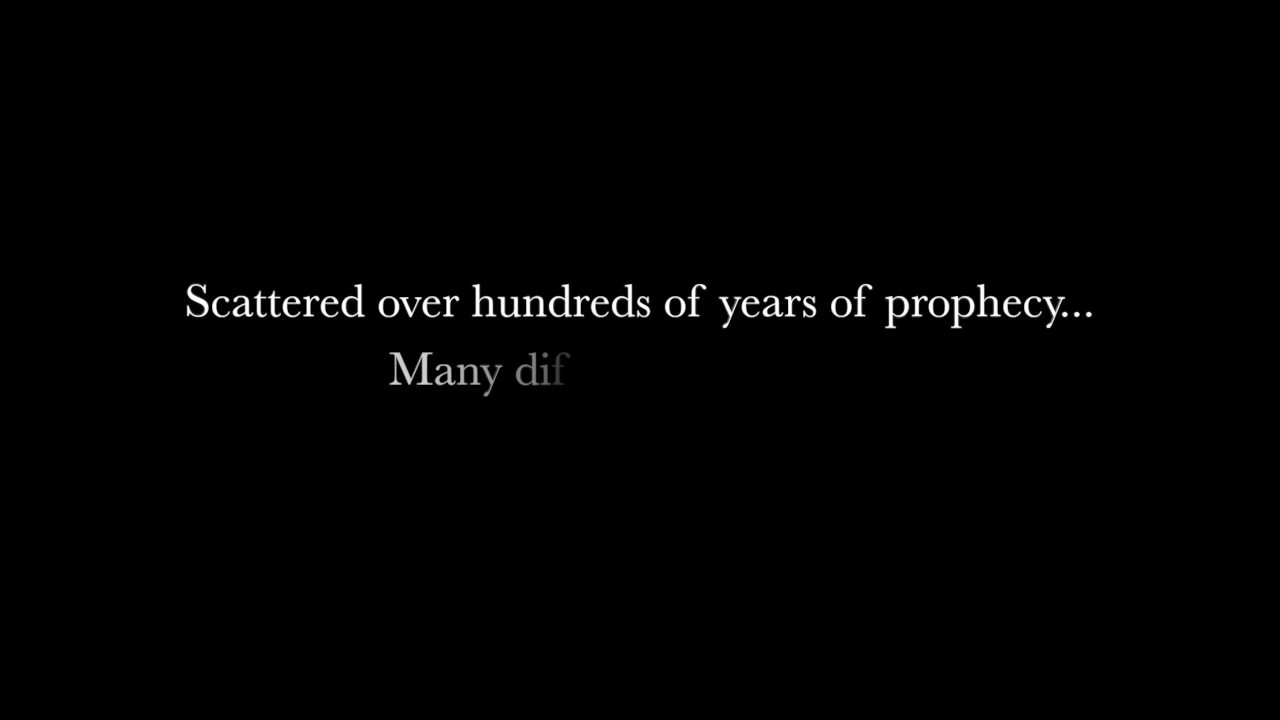 Scattered over hundreds of years of prophecy...
Many dif